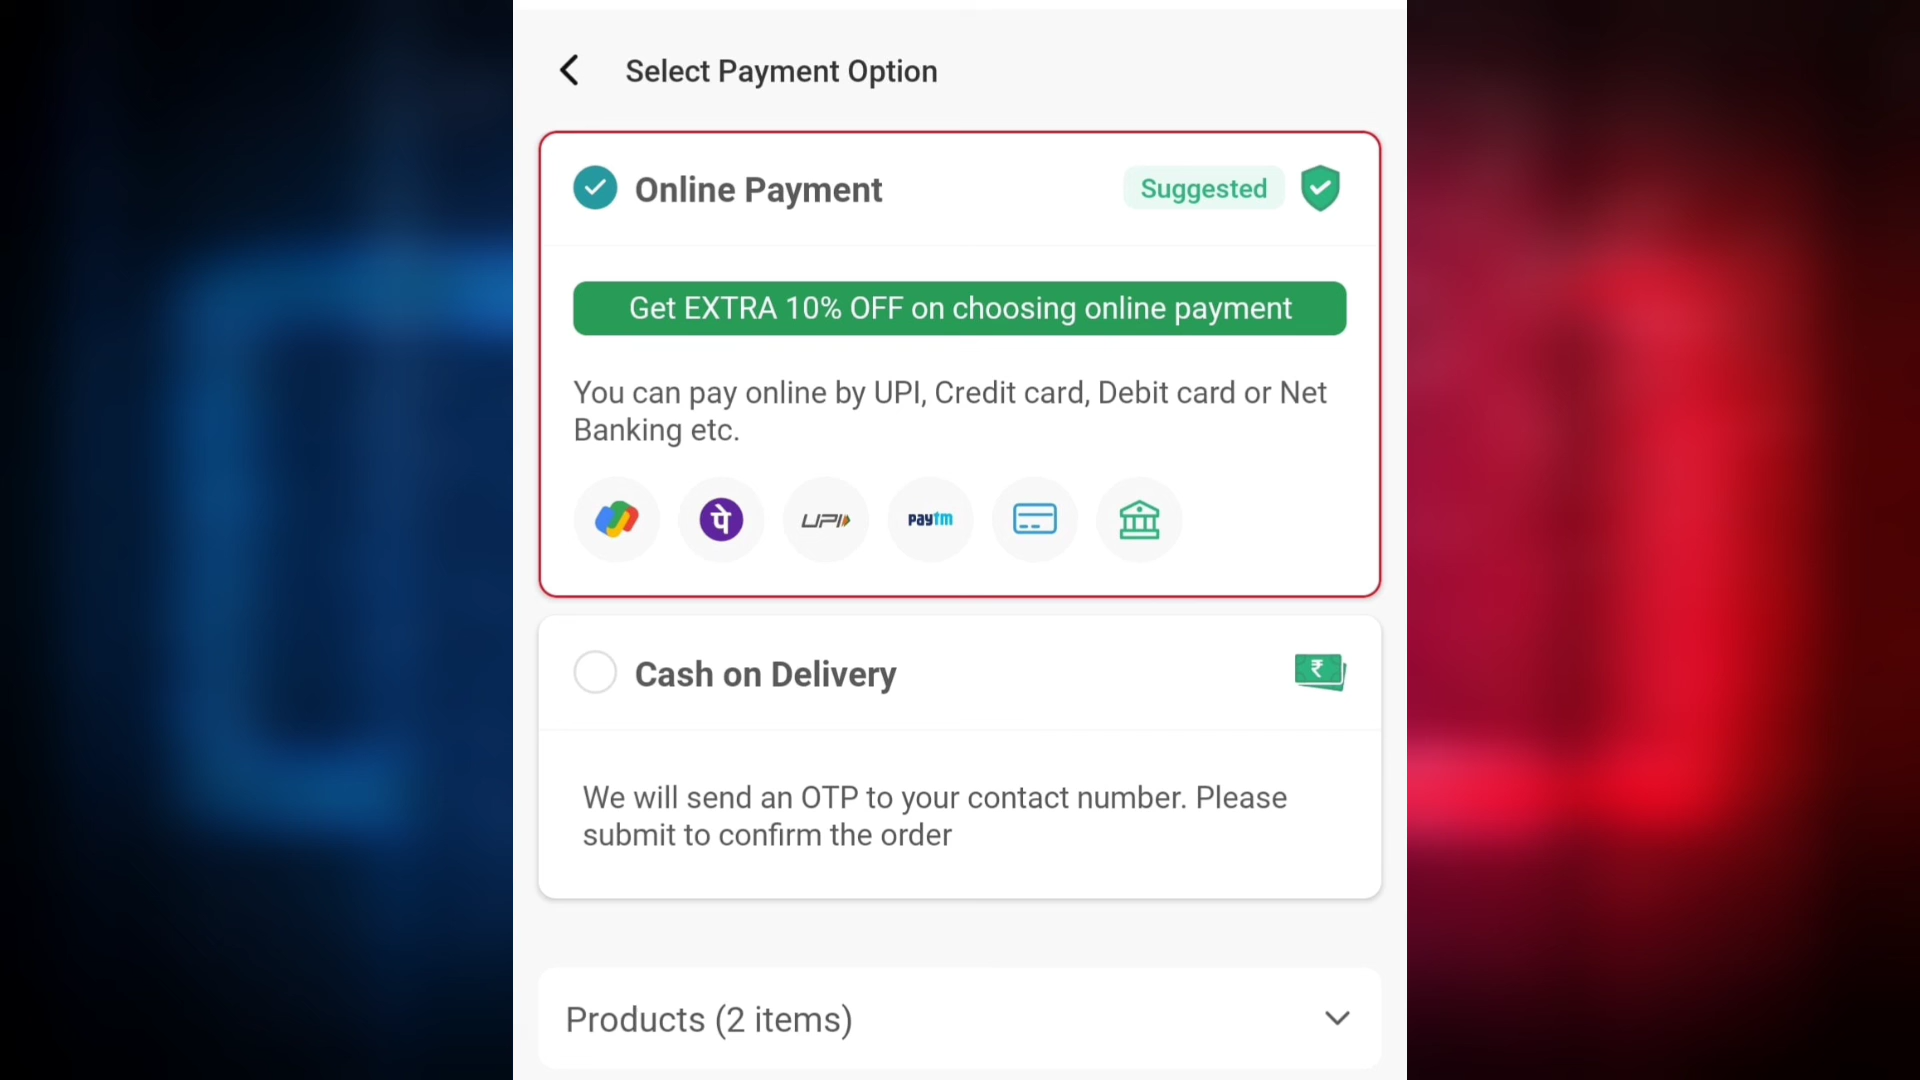 Select Payment Option
Online Payment
Suggested
Get EXTRA 10% OFF on choosing online payment
You can pay online by UPI, Credit card, Debit card or Net
Banking etc.
पे
UPI
paytm
Cash on Delivery
₹
We will send an OTP to your contact number. Please
submit to confirm the order
Products (2 items)